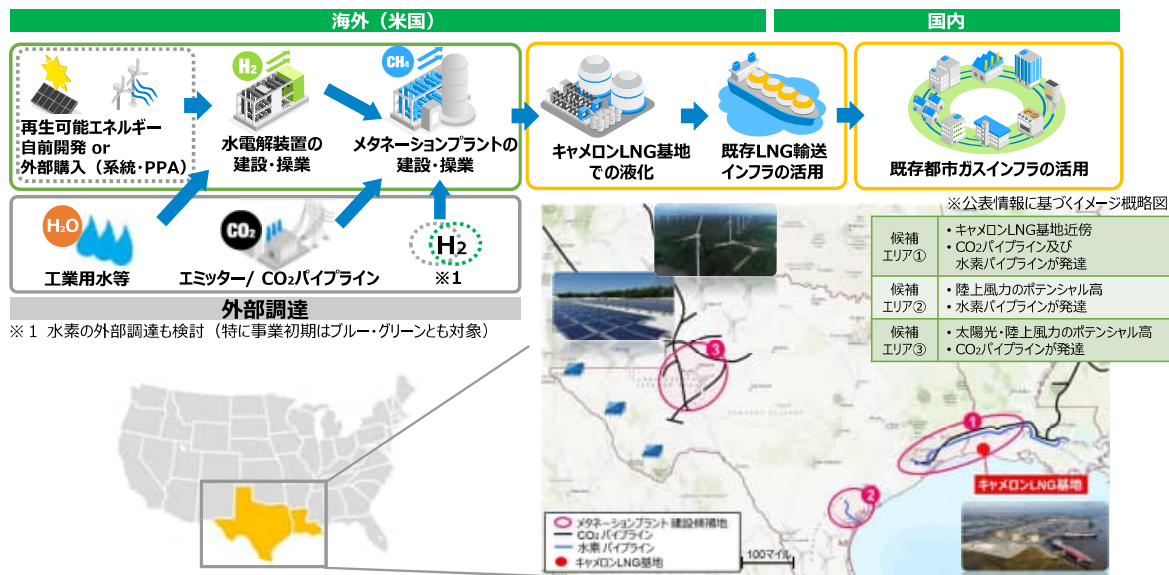 海外（米国）
国内
H₂
CH₄
再生可能エネルギー
自前開発 or
外部購入（系統・PPA）
水電解装置の
建設・操業
メタネーションプラントの
建設・操業
キャメロンLNG基地
での液化
既存LNG輸送
インフラの活用
既存都市ガスインフラの活用
H₂O
工業用水等
CO₂
エミッター/ CO₂パイプライン
H₂
※1
外部調達
※１ 水素の外部調達も検討（特に事業初期はブルー・グリーンとも対象）
※公表情報に基づくイメージ概略図
候補
エリア①
・キャメロンLNG基地近傍
・CO₂パイプライン及び
水素パイプラインが発達
候補
エリア②
・陸上風力のポテンシャル高
・水素パイプラインが発達
候補
エリア③
・太陽光・陸上風力のポテンシャル高
・CO₂パイプラインが発達
3
1
2
キャメロンLNG基地
メタネーションプラント 建設候補地
CO₂ パイプライン
水素 パイプライン
キャメロンLNG基地
100マイル